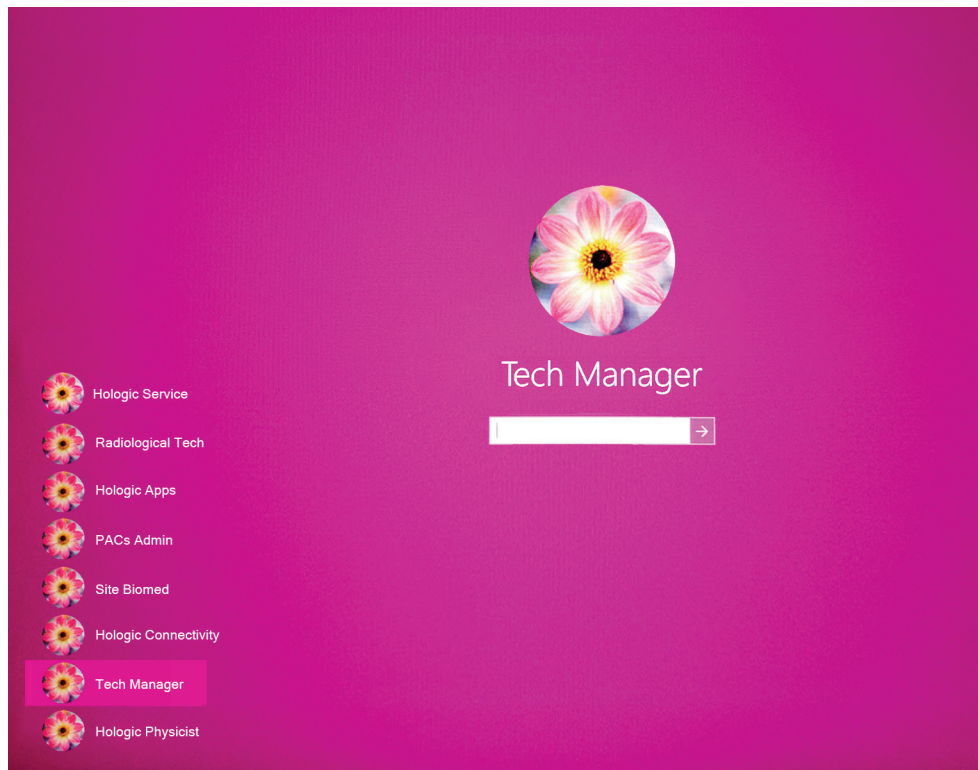 Tech Manager
Hologic Service
Radiological Tech
Hologic Apps
PACs Admin
Site Biomed
Hologic Connectivity
Tech Manager
Hologic Physicist